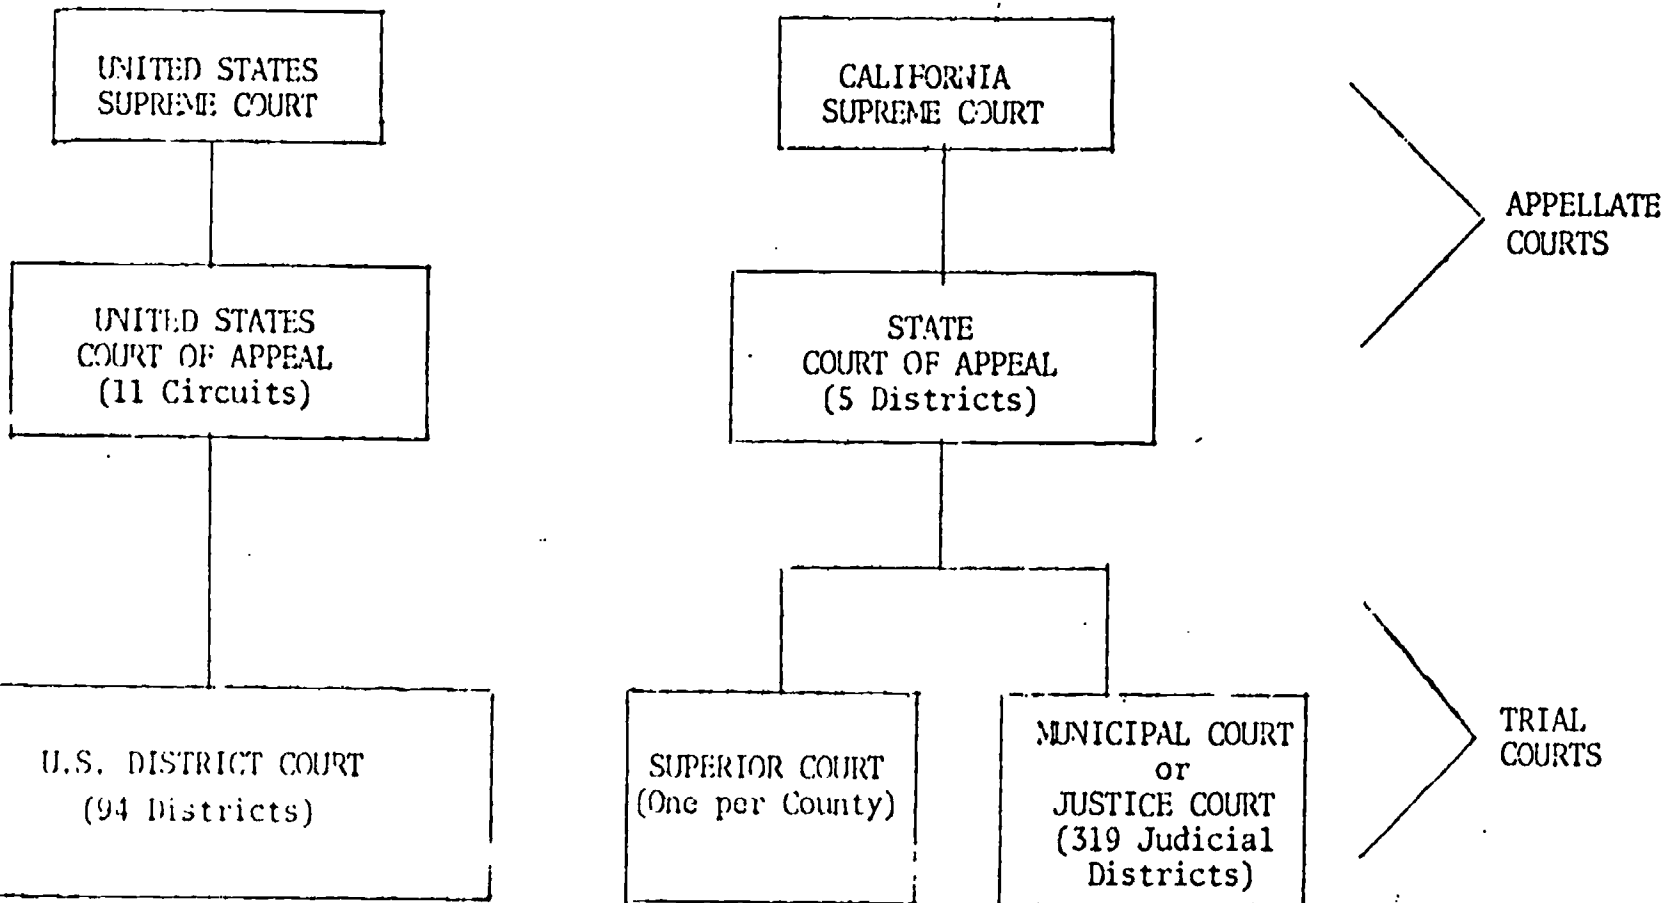 UNITED STATES
SUPREME COURT
CALIFORNIA
SUPREME COURT
APPELLATE
COURTS
UNITED STATES
COURT OF APPEAL
(11 Circuits)
STATE
COURT OF APPEAL
(5 Districts)
U.S. DISTRICT COURT
(94 Districts)
SUPERIOR COURT
(One per County)
MUNICIPAL COURT
or
JUSTICE COURT
(319 Judicial
Districts)
TRIAL
COURTS